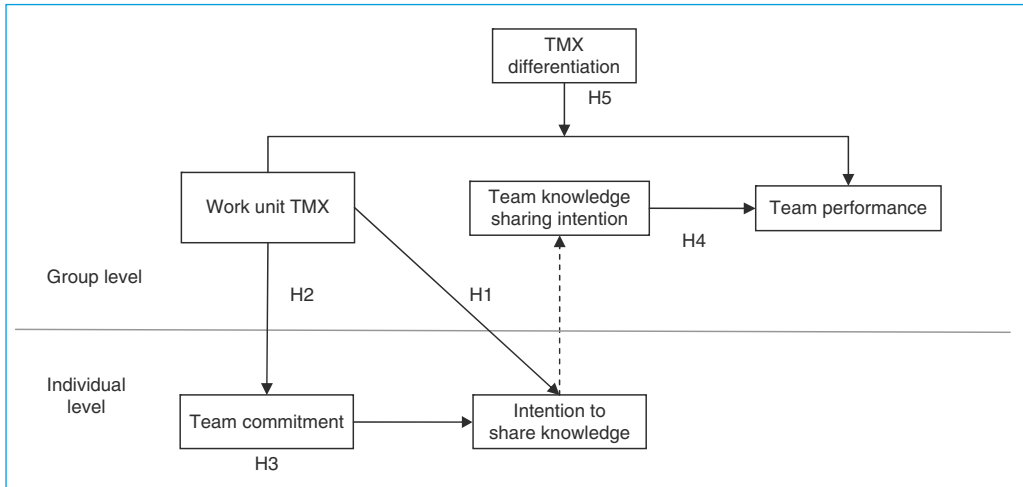 TMX
differentiation
H5
Work unit TMX
Team knowledge
sharing intention
Team performance
H4
Group level
H2
H1
Individual
level
Team commitment
Intention to
share knowledge
H3